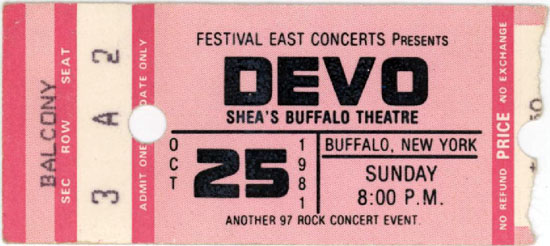 BALCONY
SEC ROW SEAT
3 A 2
ADMIT ONE DATE ONLY
FESTIVAL EAST CONCERTS PRESENTS
DEVO
SHEA'S BUFFALO THEATRE
OCT 25 1981
BUFFALO, NEW YORK
SUNDAY
8:00 P.M.
ANOTHER 97 ROCK CONCERT EVENT.
NO REFUND PRICE NO EXCHANGE